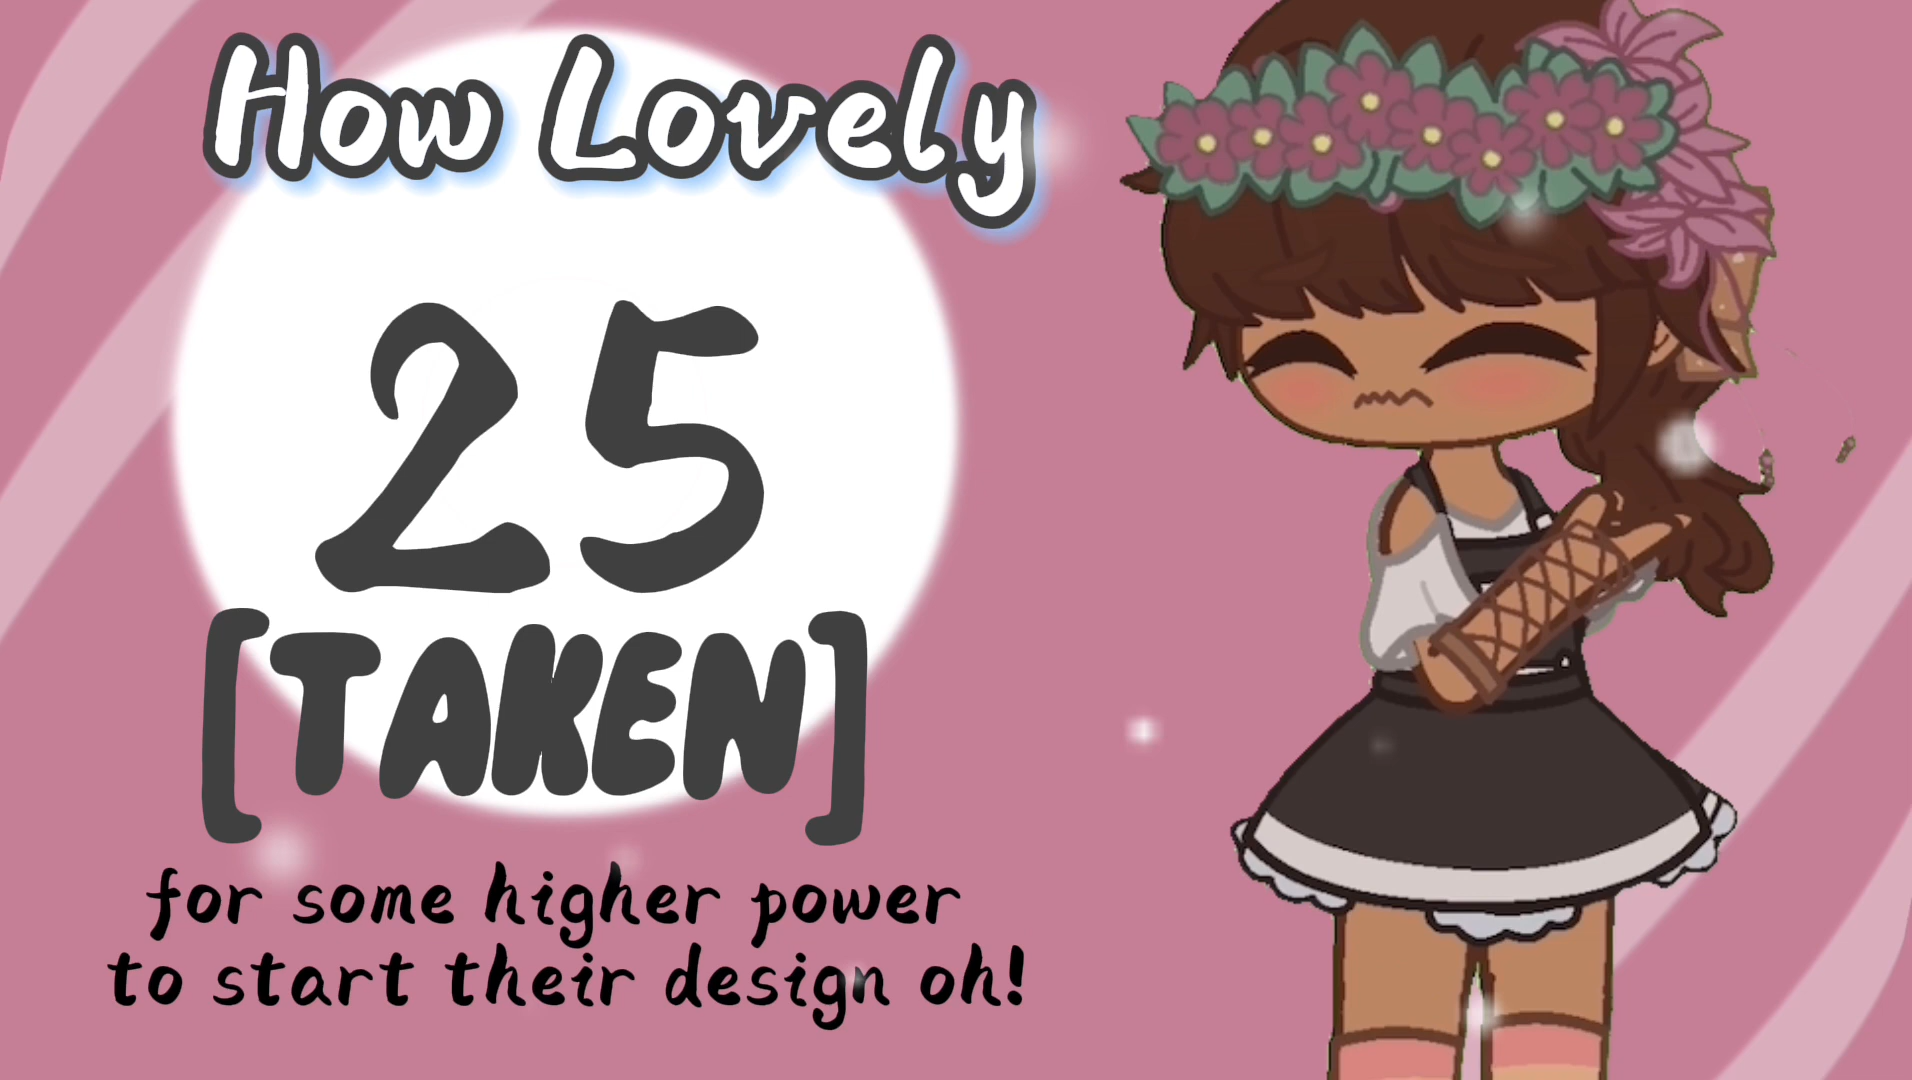 How Lovely
25
[TAKEN]
for some higher power
to start their design oh!